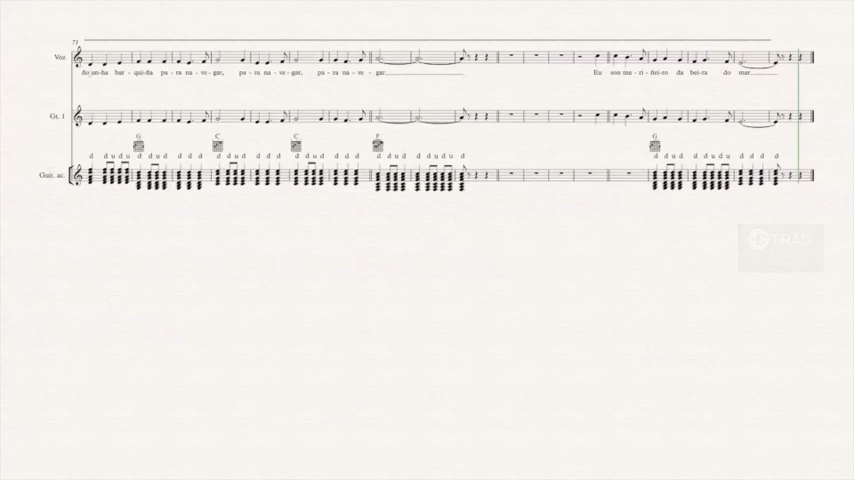 73
Voz
ño un-ha bar-qui-ña pa-ra na-ve-gar, pa-ra na-ve-gar, pa-ra na-ve-gar Eu son ma-ri-ñei-ro da bei-ra do mar
Gt. 1
G C C F G
d d u d u d d u d u d d u d d d u d u d d u d d d u d u d d u d d d u d u d d u d u d d d u d u d d u d u d d u d d
Guit. ac.
TRAD